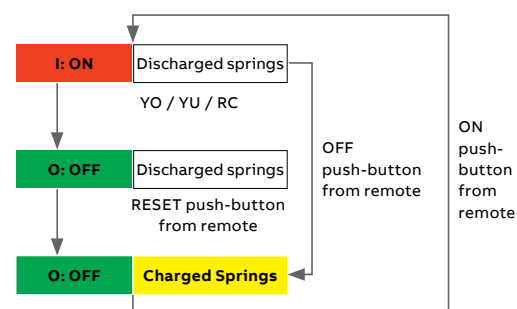 I: ON Discharged springs
YO / YU / RC
OFF
push-button
from remote
ON
push-
button
from
remote
O: OFF Discharged springs
RESET push-button
from remote
O: OFF Charged Springs